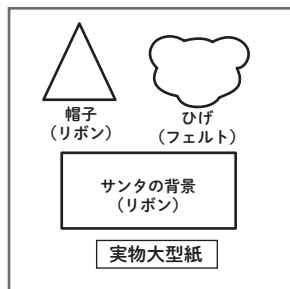 帽子
（リボン）
ひげ
（フェルト）
サンタの背景
（リボン）
実物大型紙